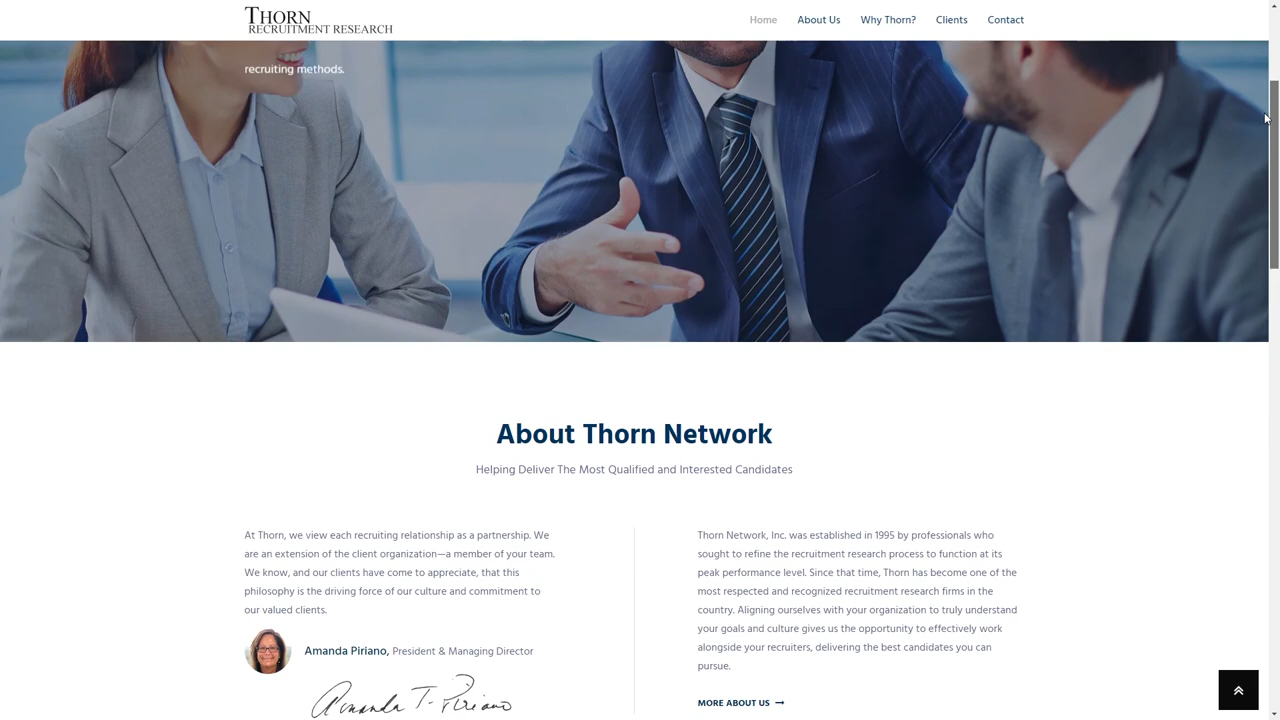 THORN
RECRUITMENT RESEARCH
Home
About Us
Why Thorn?
Clients
Contact
recruiting methods.
About Thorn Network
Helping Deliver The Most Qualified and Interested Candidates
At Thorn, we view each recruiting relationship as a partnership. We
are an extension of the client organization—a member of your team.
We know, and our clients have come to appreciate, that this
philosophy is the driving force of our culture and commitment to
our valued clients.
Amanda Piriano, President & Managing Director
Amanda T. Piriano
Thorn Network, Inc. was established in 1995 by professionals who
sought to refine the recruitment research process to function at its
peak performance level. Since that time, Thorn has become one of the
most respected and recognized recruitment research firms in the
country. Aligning ourselves with your organization to truly understand
your goals and culture gives us the opportunity to effectively work
alongside your recruiters, delivering the best candidates you can
pursue.
MORE ABOUT US